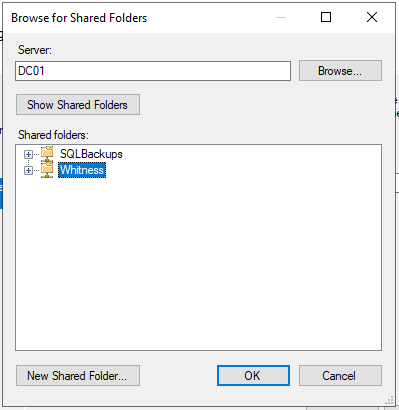 Browse for Shared Folders
Server:
DC01
Browse...
Show Shared Folders
Shared folders:
SQLBackups
Whitness
New Shared Folder...
OK
Cancel